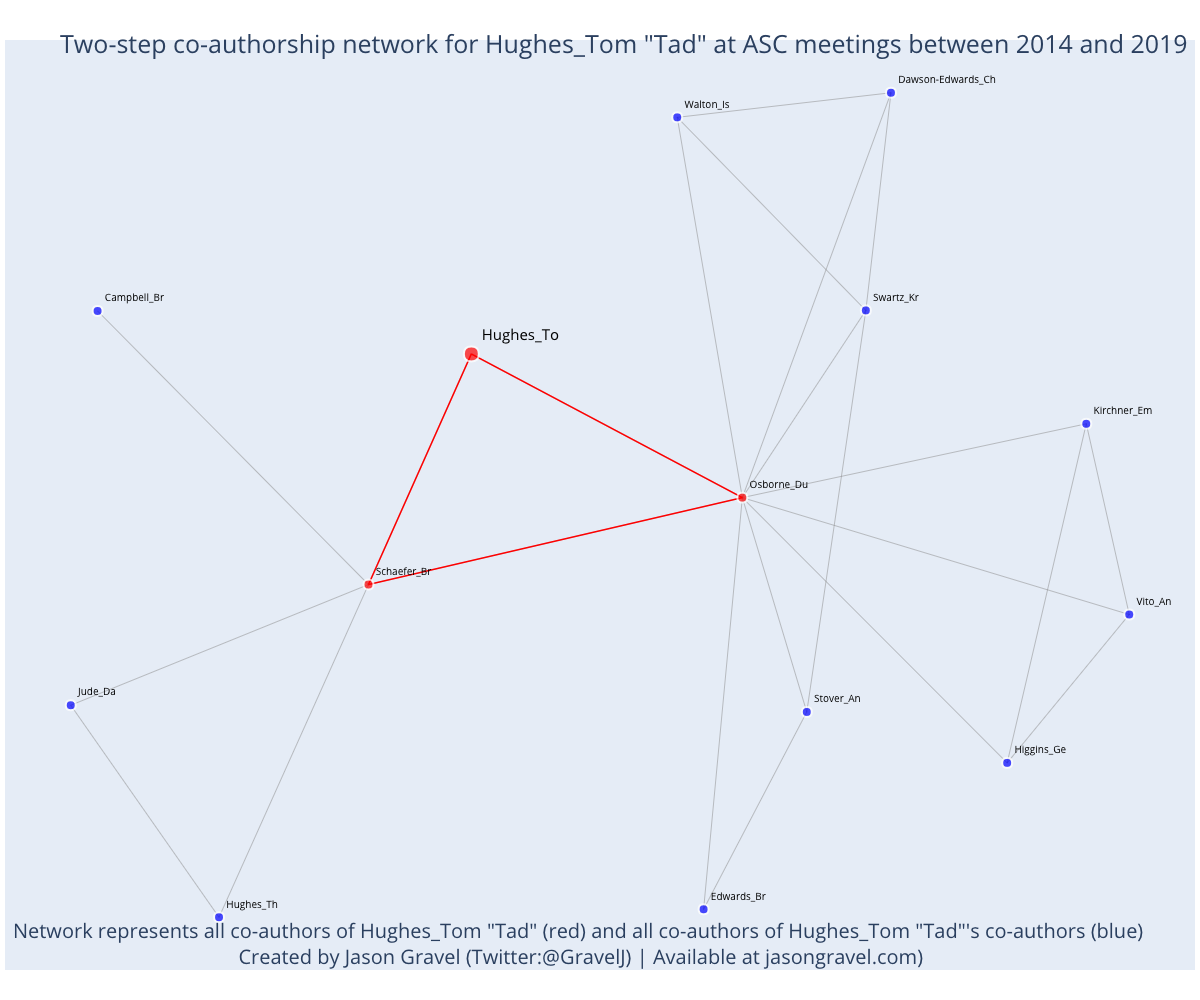 Two-step co-authorship network for Hughes_Tom "Tad" at ASC meetings between 2014 and 2019
Dawson-Edwards_Ch
Walton_Is
Campbell_Br
Swartz_Kr
Hughes_To
Kirchner_Em
Osborne_Du
Schaefer_Br
Vito_An
Jude_Da
Stover_An
Higgins_Ge
Edwards_Br
Hughes_Th
Network represents all co-authors of Hughes_Tom "Tad" (red) and all co-authors of Hughes_Tom "Tad"'s co-authors (blue)
Created by Jason Gravel (Twitter:@GravelJ) | Available at jasongravel.com)